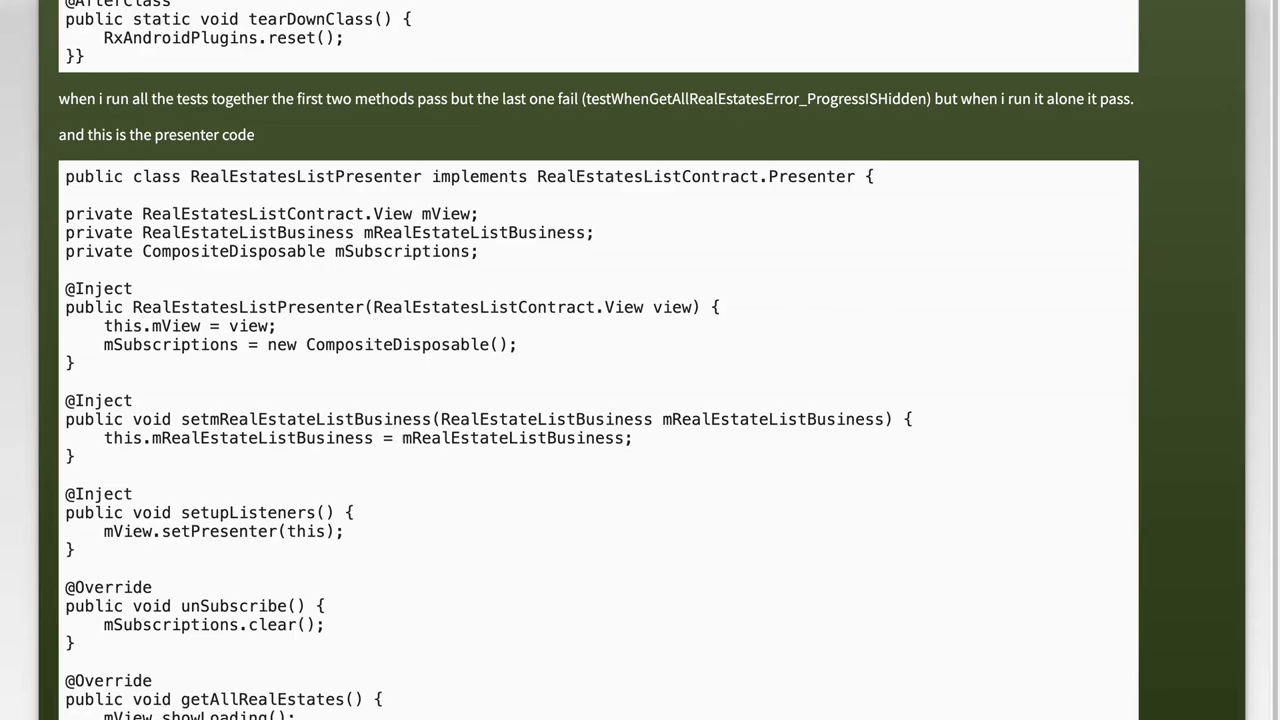 @AfterClass
public static void tearDownClass() {
    RxAndroidPlugins.reset();
}}
when i run all the tests together the first two methods pass but the last one fail (testWhenGetAllRealEstatesError_ProgressISHidden) but when i run it alone it pass.
and this is the presenter code
public class RealEstatesListPresenter implements RealEstatesListContract.Presenter {
private RealEstatesListContract.View mView;
private RealEstateListBusiness mRealEstateListBusiness;
private CompositeDisposable mSubscriptions;
@Inject
public RealEstatesListPresenter(RealEstatesListContract.View view) {
    this.mView = view;
    mSubscriptions = new CompositeDisposable();
}
@Inject
public void setmRealEstateListBusiness(RealEstateListBusiness mRealEstateListBusiness) {
    this.mRealEstateListBusiness = mRealEstateListBusiness;
}
@Inject
public void setupListeners() {
    mView.setPresenter(this);
}
@Override
public void unSubscribe() {
    mSubscriptions.clear();
}
@Override
public void getAllRealEstates() {
    mView.showLoading();